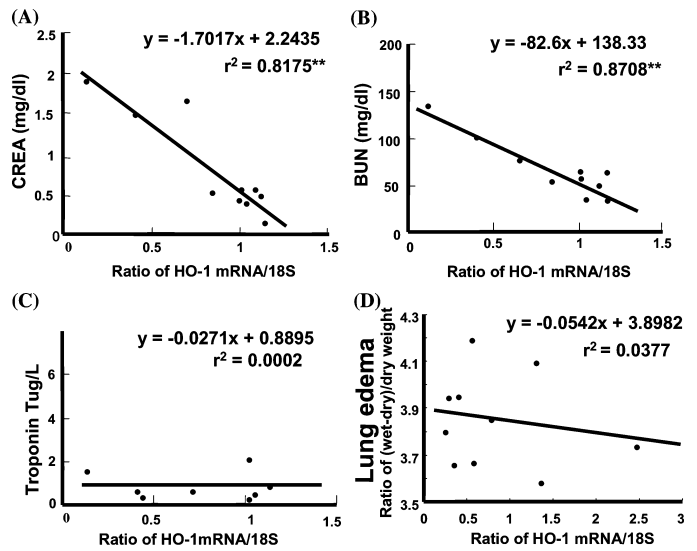 (A)
y = -1.7017x + 2.2435
r² = 0.8175**
CREA (mg/dl)
2.5
2
1.5
1
0.5
0
0 0.5 1 1.5
Ratio of HO-1 mRNA/18S
(B)
y = -82.6x + 138.33
r² = 0.8708**
BUN (mg/dl)
200
150
100
50
0
0 0.5 1 1.5
Ratio of HO-1 mRNA/18S
(C)
y = -0.0271x + 0.8895
r² = 0.0002
Troponin Tug/L
6
4
2
0
0 0.5 1 1.5
Ratio of HO-1mRNA/18S
(D)
y = -0.0542x + 3.8982
r² = 0.0377
Lung edema
Ratio of (wet-dry)/dry weight
4.3
4.1
3.9
3.7
3.5
0 0.5 1 1.5 2 2.5 3
Ratio of HO-1 mRNA/18S